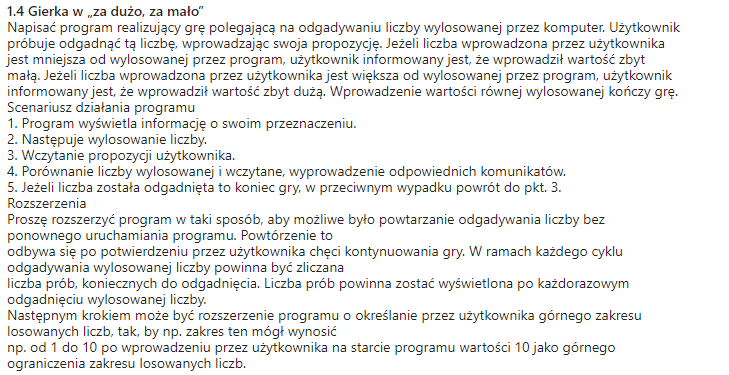 1.4 Gierka w „za dużo, za mało”
Napisać program realizujący grę polegającą na odgadywaniu liczby wylosowanej przez komputer. Użytkownik
próbuje odgadnąć tą liczbę, wprowadzając swoja propozycję. Jeżeli liczba wprowadzona przez użytkownika
jest mniejsza od wylosowanej przez program, użytkownik informowany jest, że wprowadził wartość zbyt
małą. Jeżeli liczba wprowadzona przez użytkownika jest większa od wylosowanej przez program, użytkownik
informowany jest, że wprowadził wartość zbyt dużą. Wprowadzenie wartości równej wylosowanej kończy grę.
Scenariusz działania programu
1. Program wyświetla informację o swoim przeznaczeniu.
2. Następuje wylosowanie liczby.
3. Wczytanie propozycji użytkownika.
4. Porównanie liczby wylosowanej i wczytane, wyprowadzenie odpowiednich komunikatów.
5. Jeżeli liczba została odgadnięta to koniec gry, w przeciwnym wypadku powrót do pkt. 3.
Rozszerzenia
Proszę rozszerzyć program w taki sposób, aby możliwe było powtarzanie odgadywania liczby bez
ponownego uruchamiania programu. Powtórzenie to
odbywa się po potwierdzeniu przez użytkownika chęci kontynuowania gry. W ramach każdego cyklu
odgadywania wylosowanej liczby powinna być zliczana
liczba prób, koniecznych do odgadnięcia. Liczba prób powinna zostać wyświetlona po każdorazowym
odgadnięciu wylosowanej liczby.
Następnym krokiem może być rozszerzenie programu o określanie przez użytkownika górnego zakresu
losowanych liczb, tak, by np. zakres ten mógł wynosić
np. od 1 do 10 po wprowadzeniu przez użytkownika na starcie programu wartości 10 jako górnego
ograniczenia zakresu losowanych liczb.